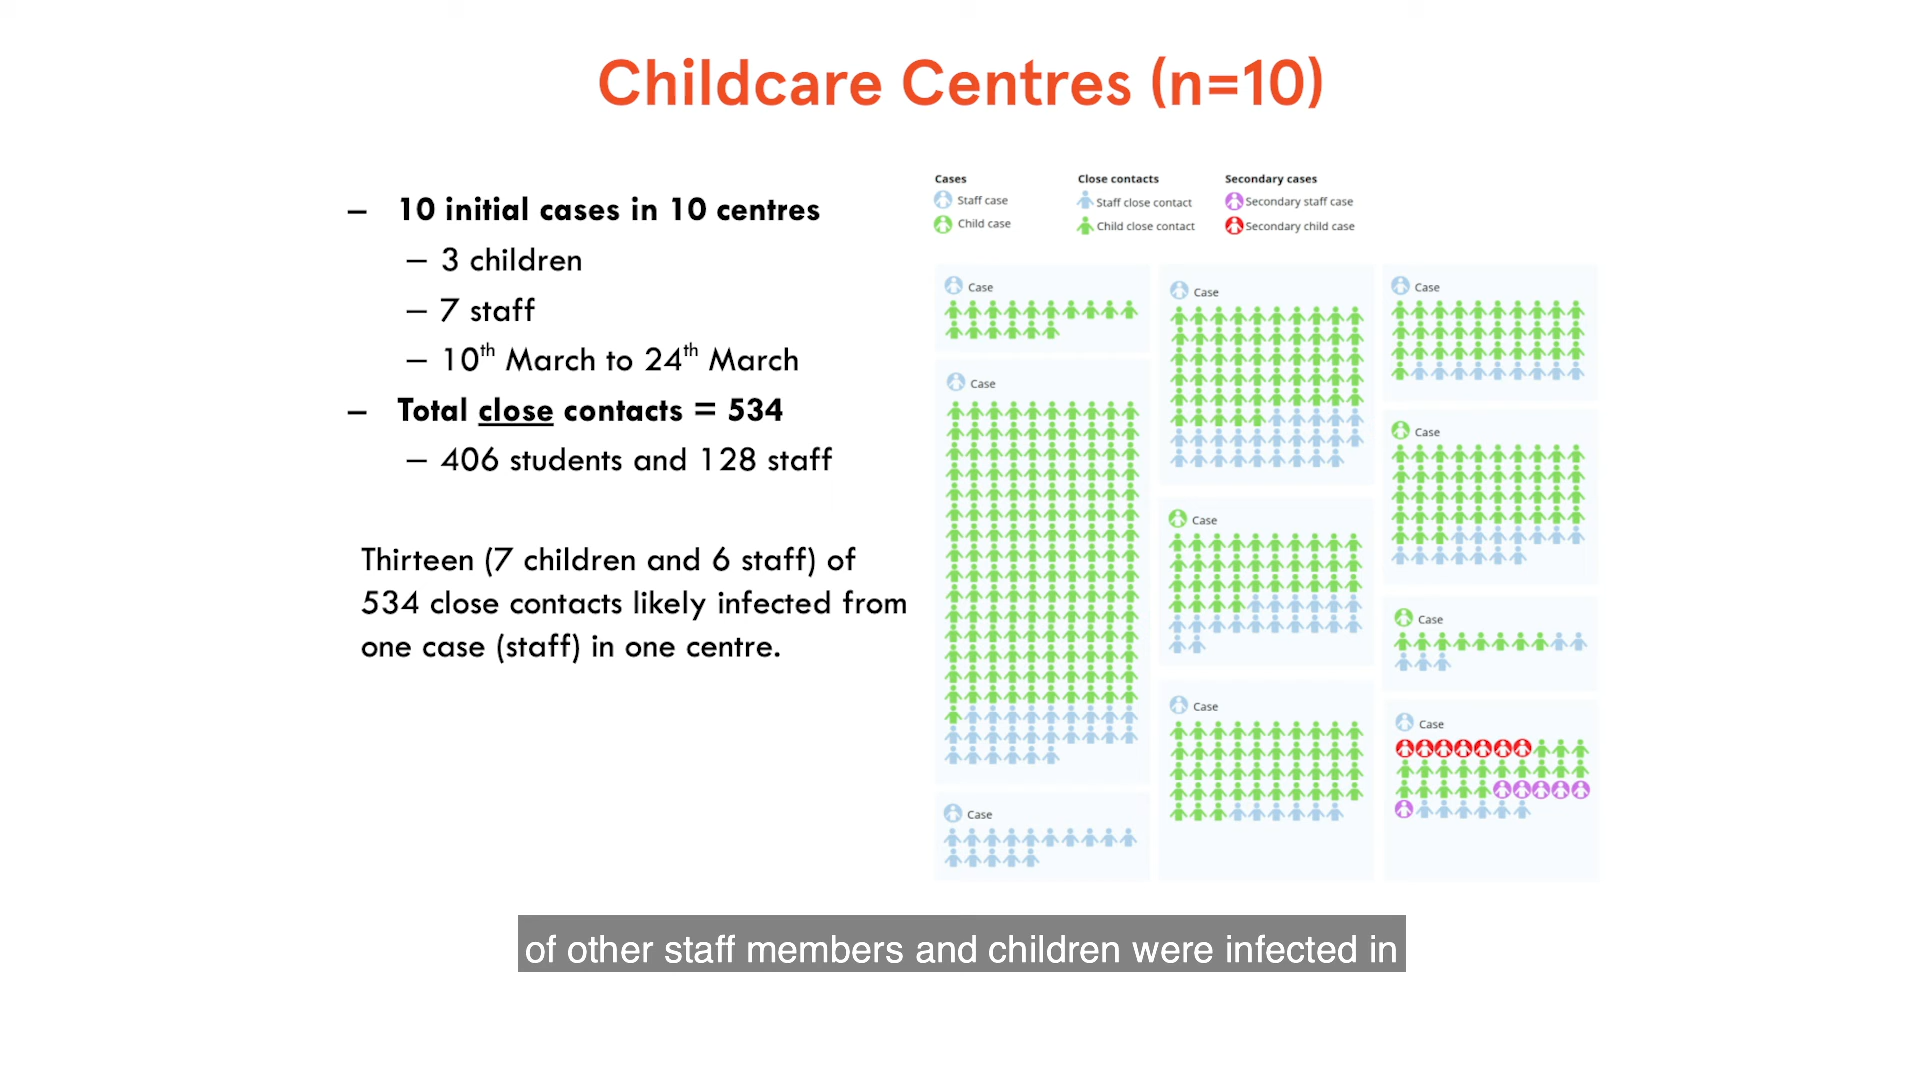 Childcare Centres (n=10)
– 10 initial cases in 10 centres
– 3 children
– 7 staff
– 10th March to 24th March
– Total close contacts = 534
– 406 students and 128 staff
Thirteen (7 children and 6 staff) of
534 close contacts likely infected from
one case (staff) in one centre.
Cases
Staff case
Child case
Close contacts
Staff close contact
Child close contact
Secondary cases
Secondary staff case
Secondary child case
Case
Case
Case
Case
Case
Case
Case
Case
Case
Case
of other staff members and children were infected in